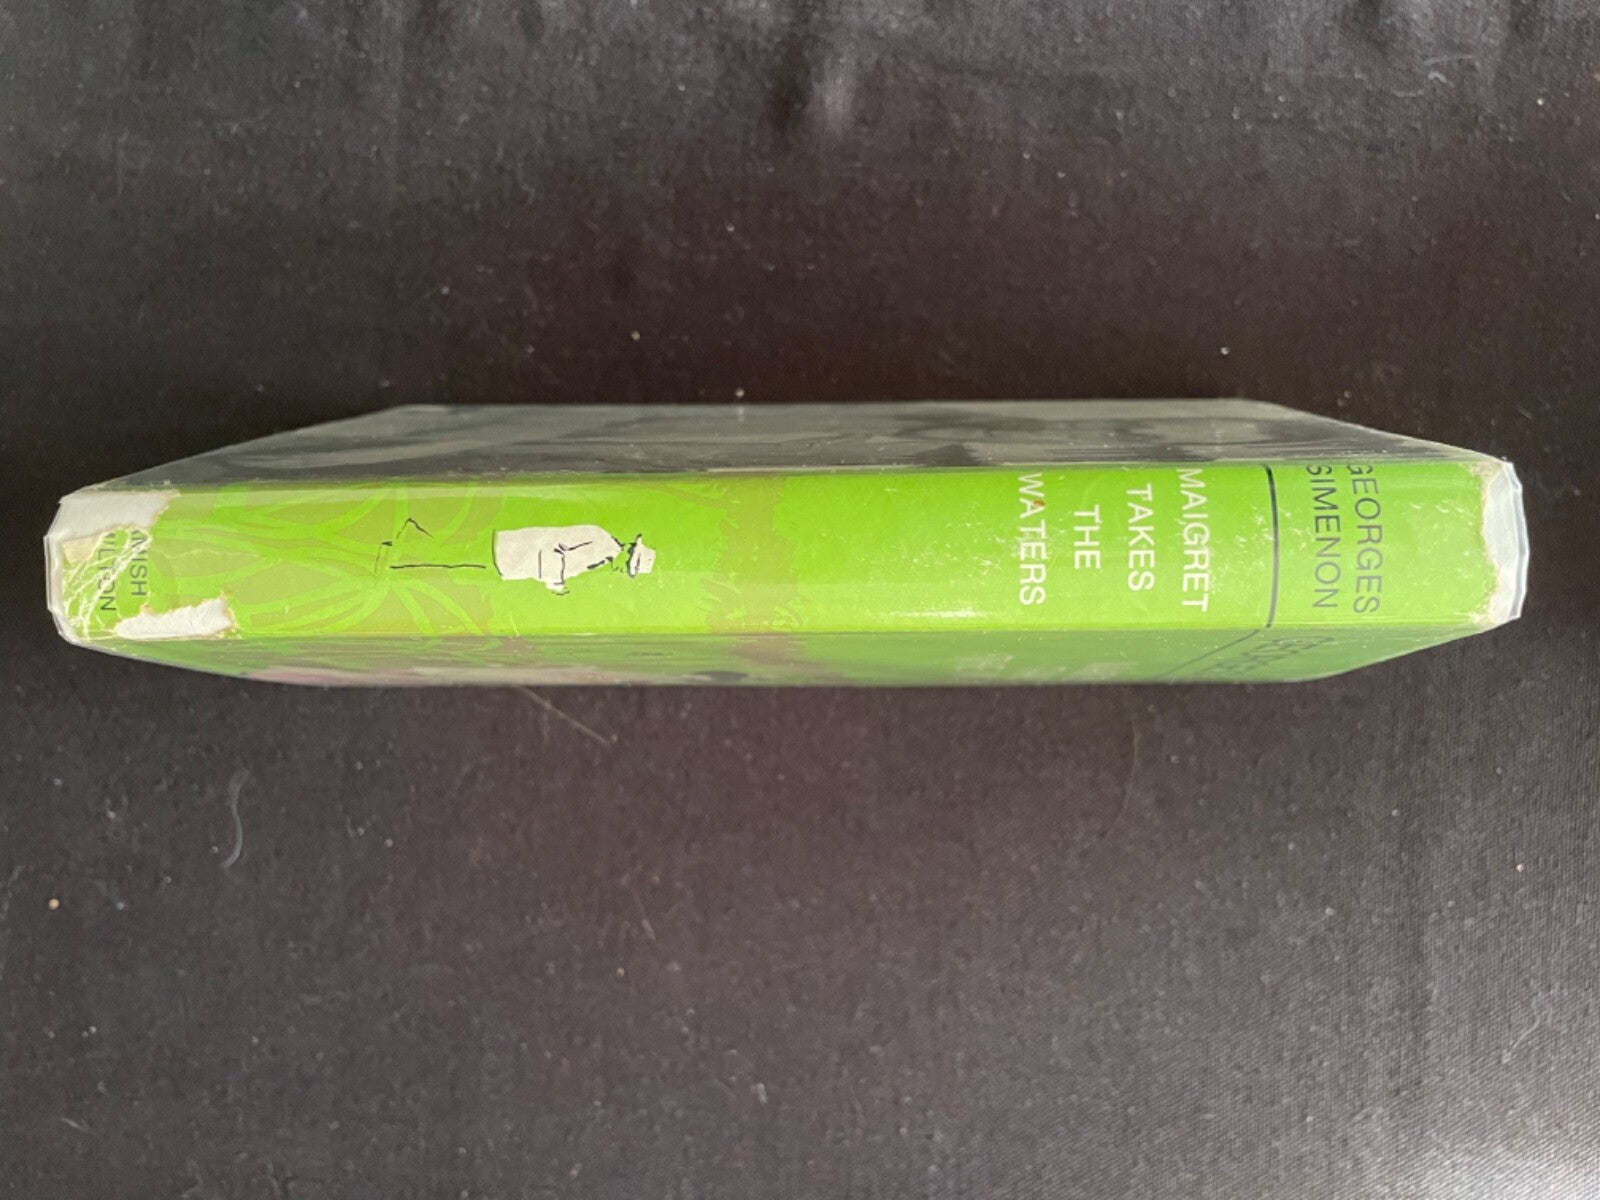 GEORGES
SIMENON
MAIGRET
TAKES
THE
WATERS